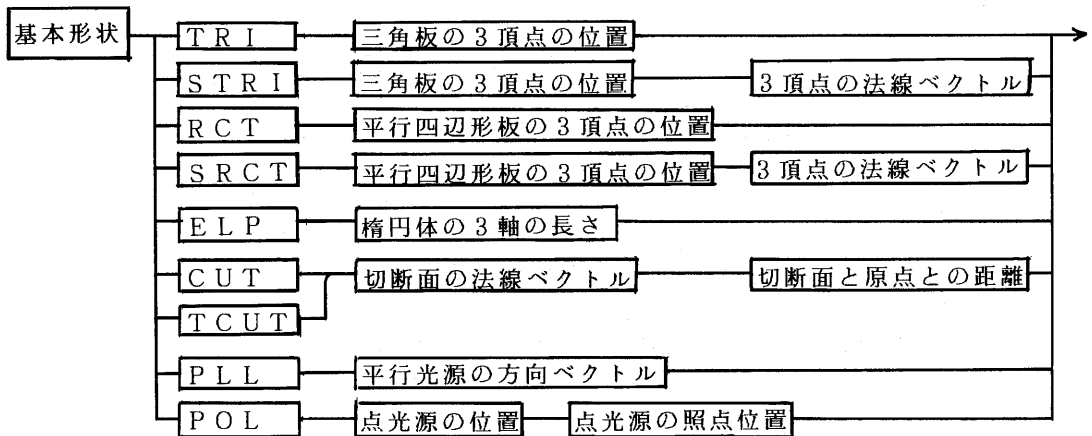 基本形状 TRI 三角板の3頂点の位置
STRI 三角板の3頂点の位置 3頂点の法線ベクトル
RCT 平行四辺形板の3頂点の位置
SRCT 平行四辺形板の3頂点の位置 3頂点の法線ベクトル
ELP 楕円体の3軸の長さ
CUT 切断面の法線ベクトル 切断面と原点との距離
TCUT
PLL 平行光源の方向ベクトル
POL 点光源の位置 点光源の照点位置